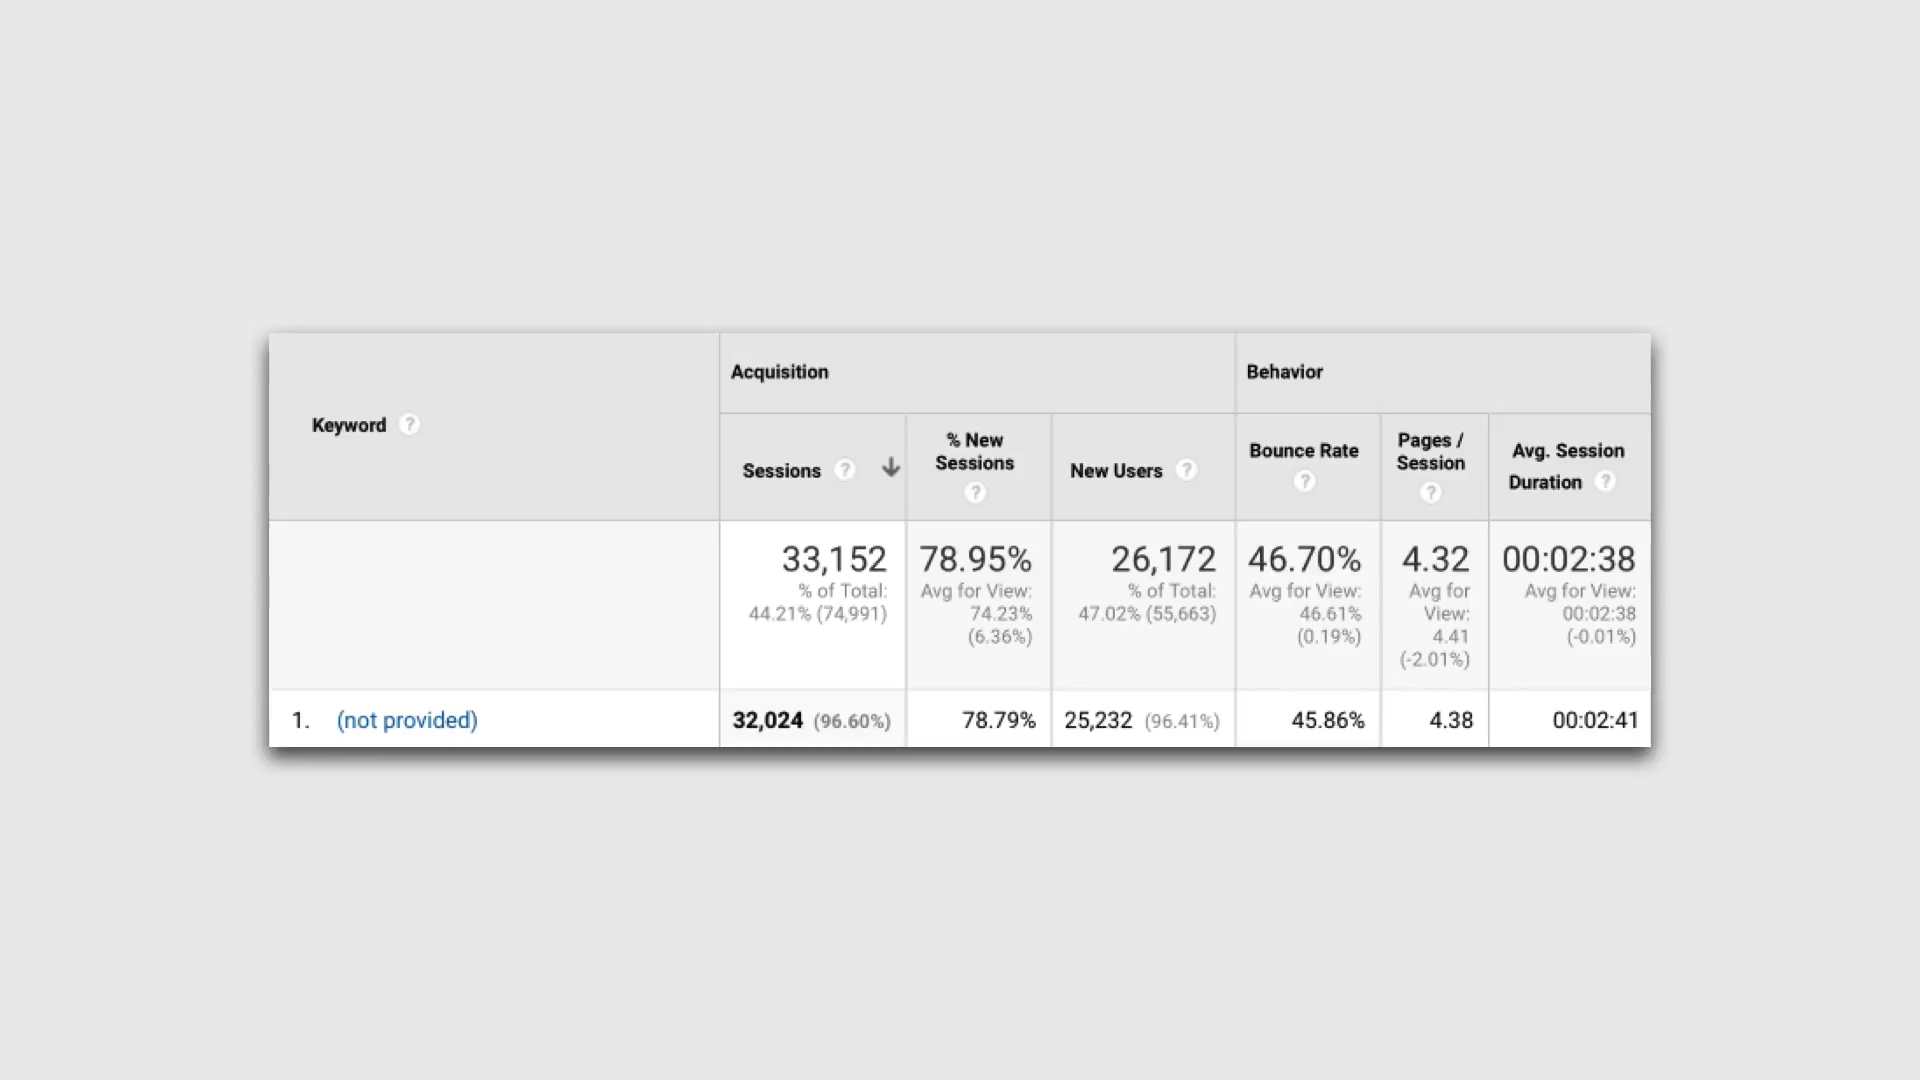 Keyword ?
Acquisition
Behavior
Sessions ?
% New
Sessions
?
New Users ?
Bounce Rate
?
Pages /
Session
?
Avg. Session
Duration ?
33,152
% of Total:
44.21% (74,991)
78.95%
Avg for View:
74.23%
(6.36%)
26,172
% of Total:
47.02% (55,663)
46.70%
Avg for View:
46.61%
(0.19%)
4.32
Avg for
View:
4.41
(-2.01%)
00:02:38
Avg for View:
00:02:38
(-0.01%)
1. (not provided)
32,024 (96.60%)
78.79%
25,232 (96.41%)
45.86%
4.38
00:02:41